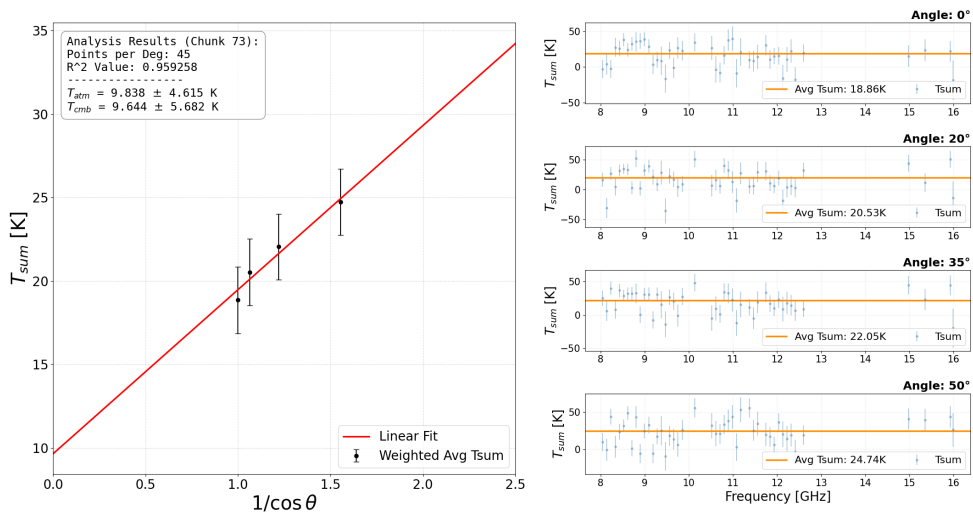 Analysis Results (Chunk 73):
Points per Deg: 45
R^2 Value: 0.959258
----------------
T_atm = 9.838 ± 4.615 K
T_cmb = 9.644 ± 5.682 K
35
30
25
20
15
10
T_sum [K]
0.0 0.5 1.0 1.5 2.0 2.5
1/cos θ
Linear Fit
Weighted Avg Tsum
Angle: 0°
50
0
−50
T_sum [K]
Avg Tsum: 18.86K Tsum
8 9 10 11 12 13 14 15 16
Angle: 20°
50
0
−50
T_sum [K]
Avg Tsum: 20.53K Tsum
8 9 10 11 12 13 14 15 16
Angle: 35°
50
0
−50
T_sum [K]
Avg Tsum: 22.05K Tsum
8 9 10 11 12 13 14 15 16
Angle: 50°
50
0
T_sum [K]
Avg Tsum: 24.74K Tsum
8 9 10 11 12 13 14 15 16
Frequency [GHz]